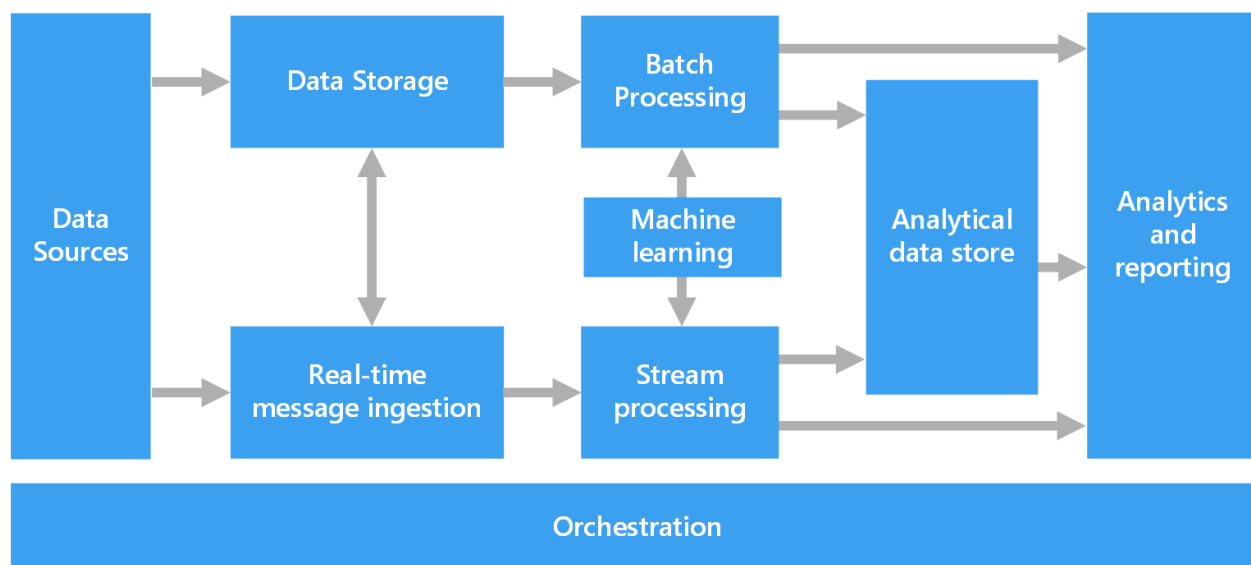 Data
Sources
Data Storage
Real-time
message ingestion
Batch
Processing
Machine
learning
Stream
processing
Analytical
data store
Analytics
and
reporting
Orchestration